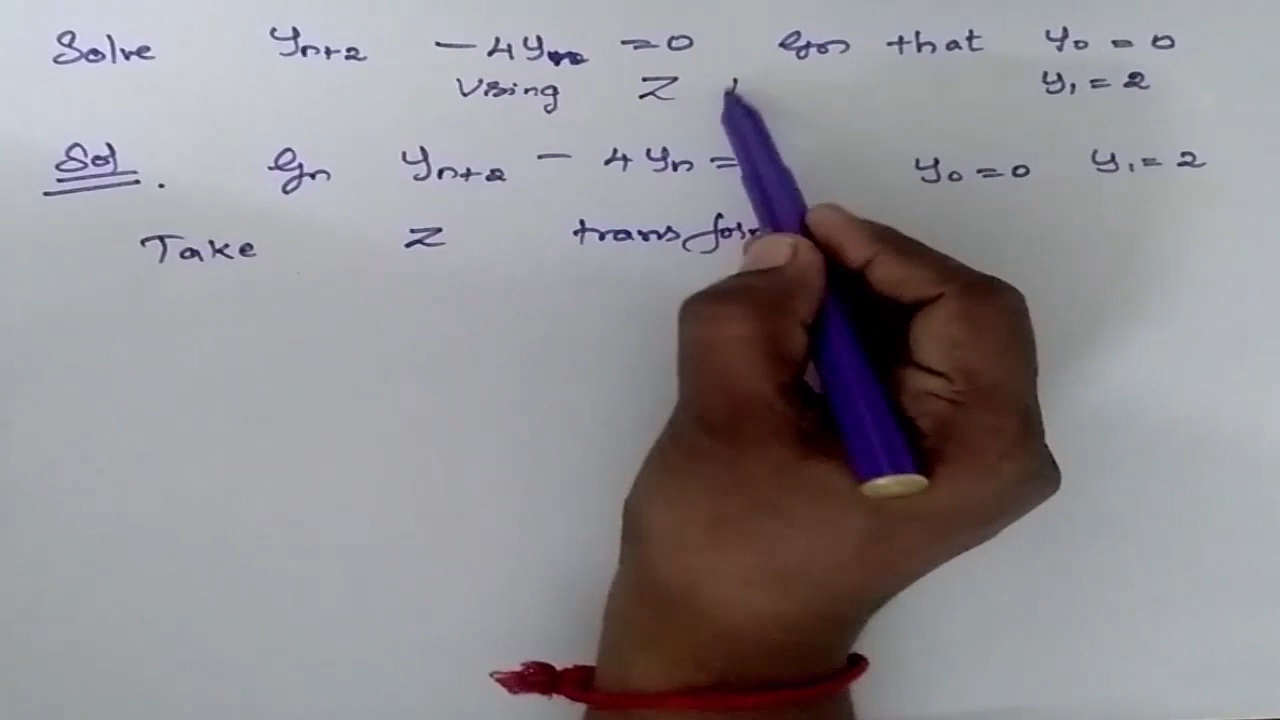 Solve yn+2 - 4yn = 0 Gn that y0 = 0
Using Z y1 = 2
Sol. Gn yn+2 - 4yn = y0 = 0 y1 = 2
Take Z transfor